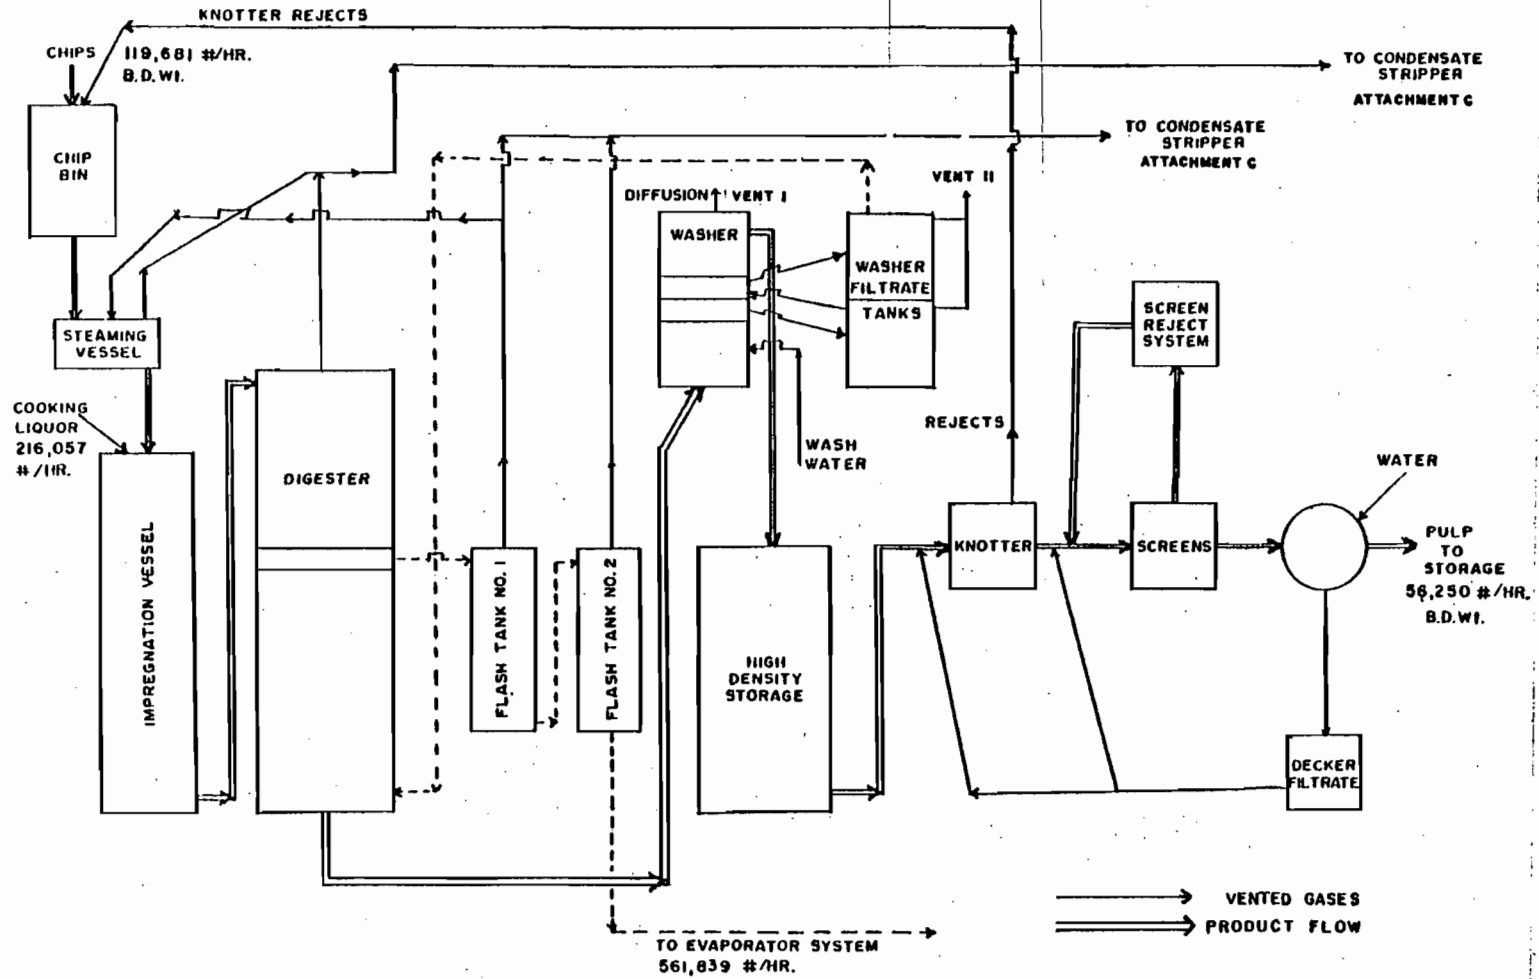 KNOTTER REJECTS
CHIPS
119,681 #/HR.
B.D.Wt.
TO CONDENSATE
STRIPPER
ATTACHMENT C
TO CONDENSATE
STRIPPER
ATTACHMENT C
CHIP
BIN
DIFFUSION
VENT I
VENT II
WASHER
WASHER
FILTRATE
TANKS
SCREEN
REJECT
SYSTEM
STEAMING
VESSEL
COOKING
LIQUOR
216,057
#/HR.
REJECTS
WASH
WATER
WATER
DIGESTER
IMPREGNATION VESSEL
FLASH TANK NO. 1
FLASH TANK NO. 2
KNOTTER
SCREENS
PULP
TO
STORAGE
56,250 #/HR.
B.D.Wt.
HIGH
DENSITY
STORAGE
DECKER
FILTRATE
VENTED GASES
PRODUCT FLOW
TO EVAPORATOR SYSTEM
561,839 #/HR.